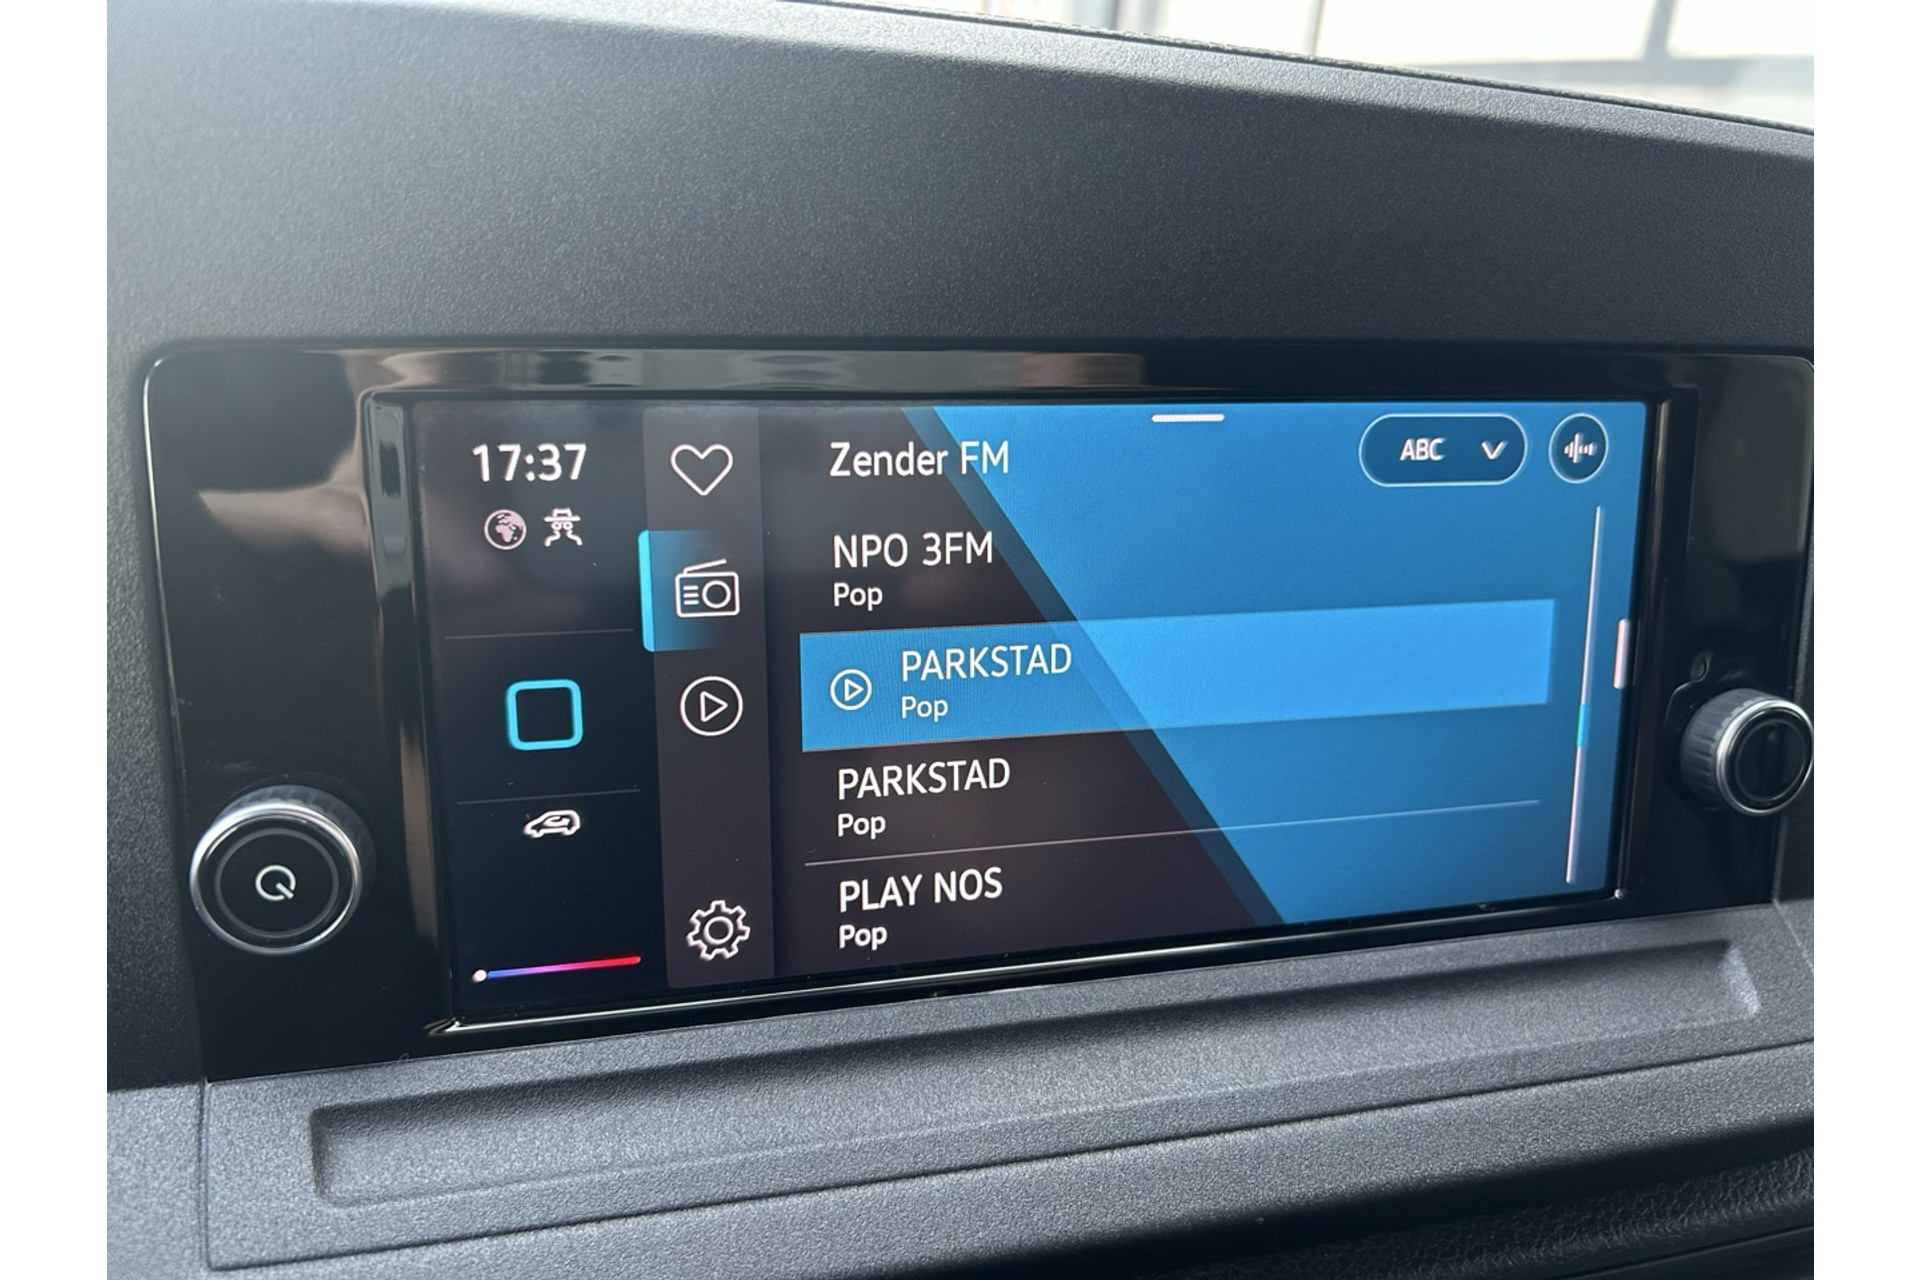 17:37
Zender FM
ABC
NPO 3FM
Pop
PARKSTAD
Pop
PARKSTAD
Pop
PLAY NOS
Pop